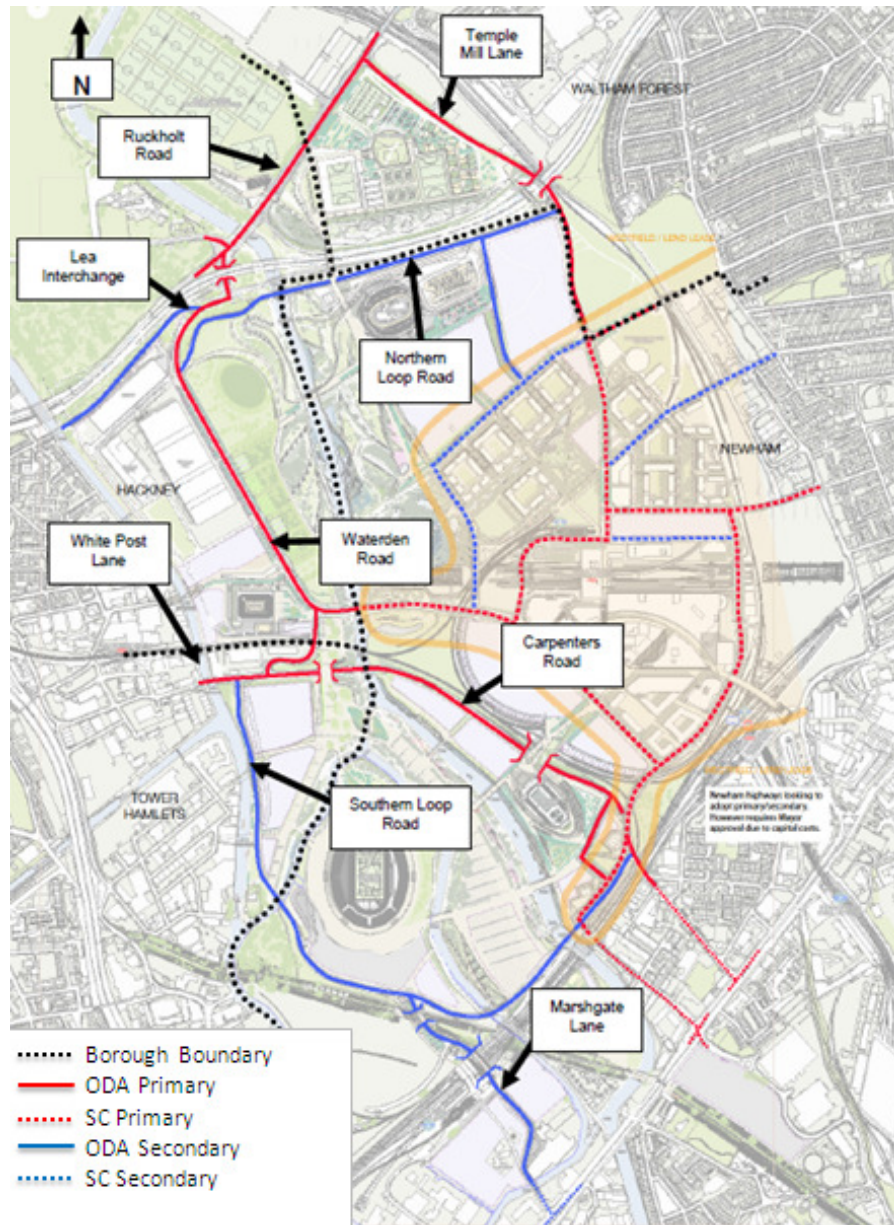 Temple
Mill Lane
N
WALTHAM FOREST
Ruckholt
Road
Lea
Interchange
Northern
Loop Road
NEWHAM
HACKNEY
White Post
Lane
Waterden
Road
Carpenters
Road
TOWER
HAMLETS
Southern Loop
Road
Newham highways looking to
adopt primary/secondary.
However requires Mayor
approval due to capital costs.
Marshgate
Lane
Borough Boundary
ODA Primary
SC Primary
ODA Secondary
SC Secondary